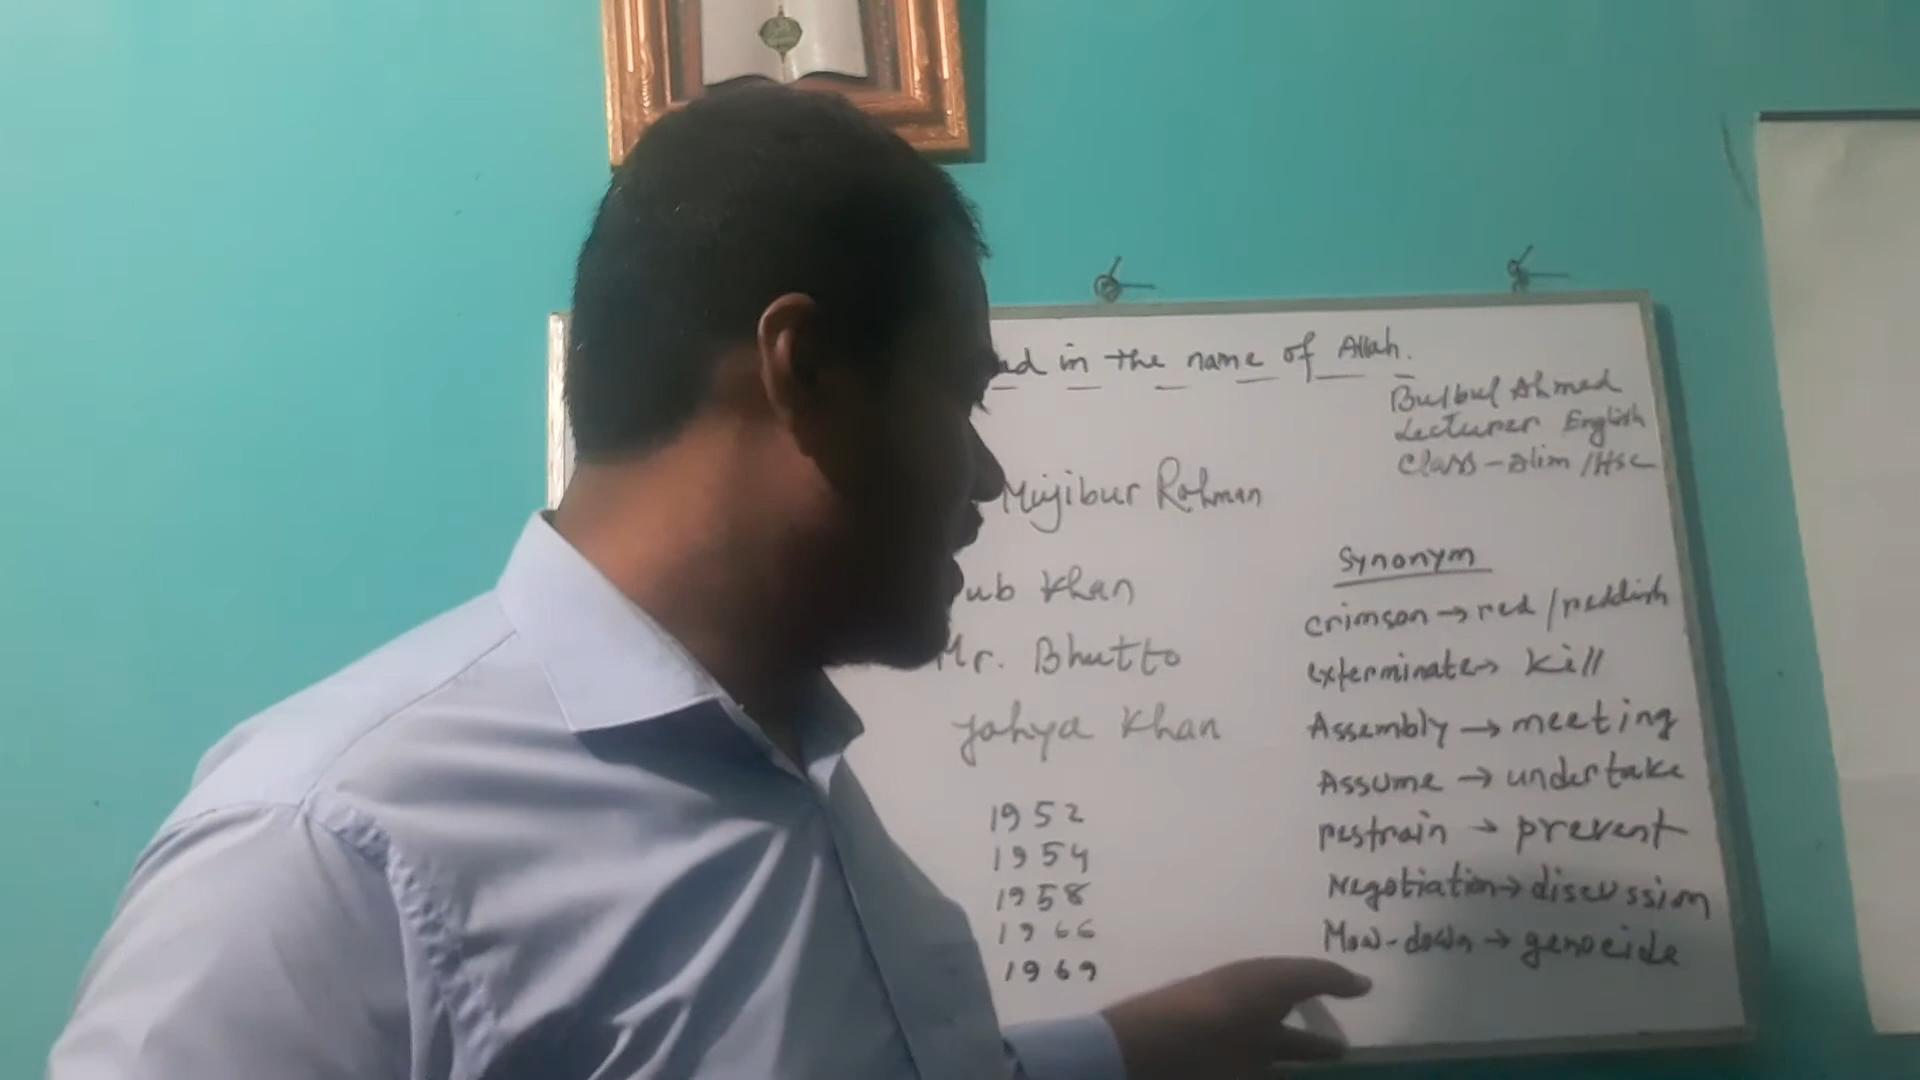 in the name of Allah.
Bulbul Ahmed
Lecturer English
Class-Alim /Hsc
Mujibur Rahman
ub Khan
Mr. Bhutto
Yahya Khan
1952
1954
1958
1966
1969
Synonym
Crimson → red /reddish
exterminate → kill
Assembly → meeting
Assume → undertake
restrain → prevent
Negotiation → discussion
Mow-down → genocide